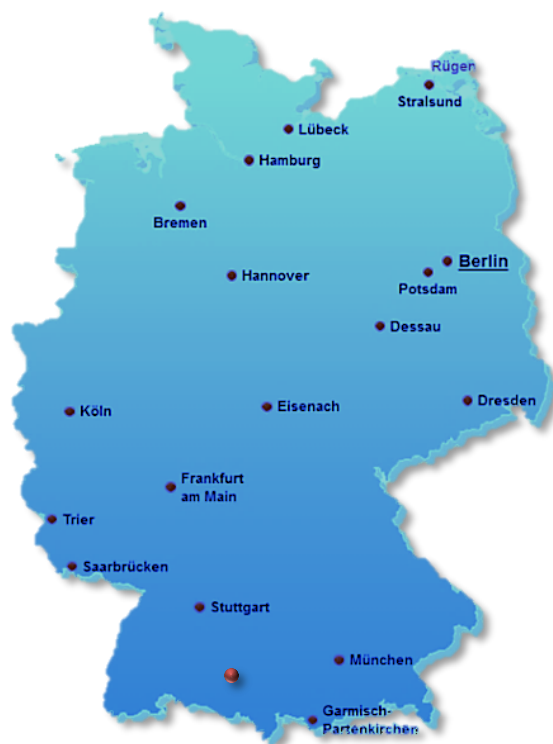 Rügen
Stralsund
Lübeck
Hamburg
Bremen
Berlin
Hannover
Potsdam
Dessau
Dresden
Köln
Eisenach
Frankfurt
am Main
Trier
Saarbrücken
Stuttgart
München
Garmisch-
Partenkirchen